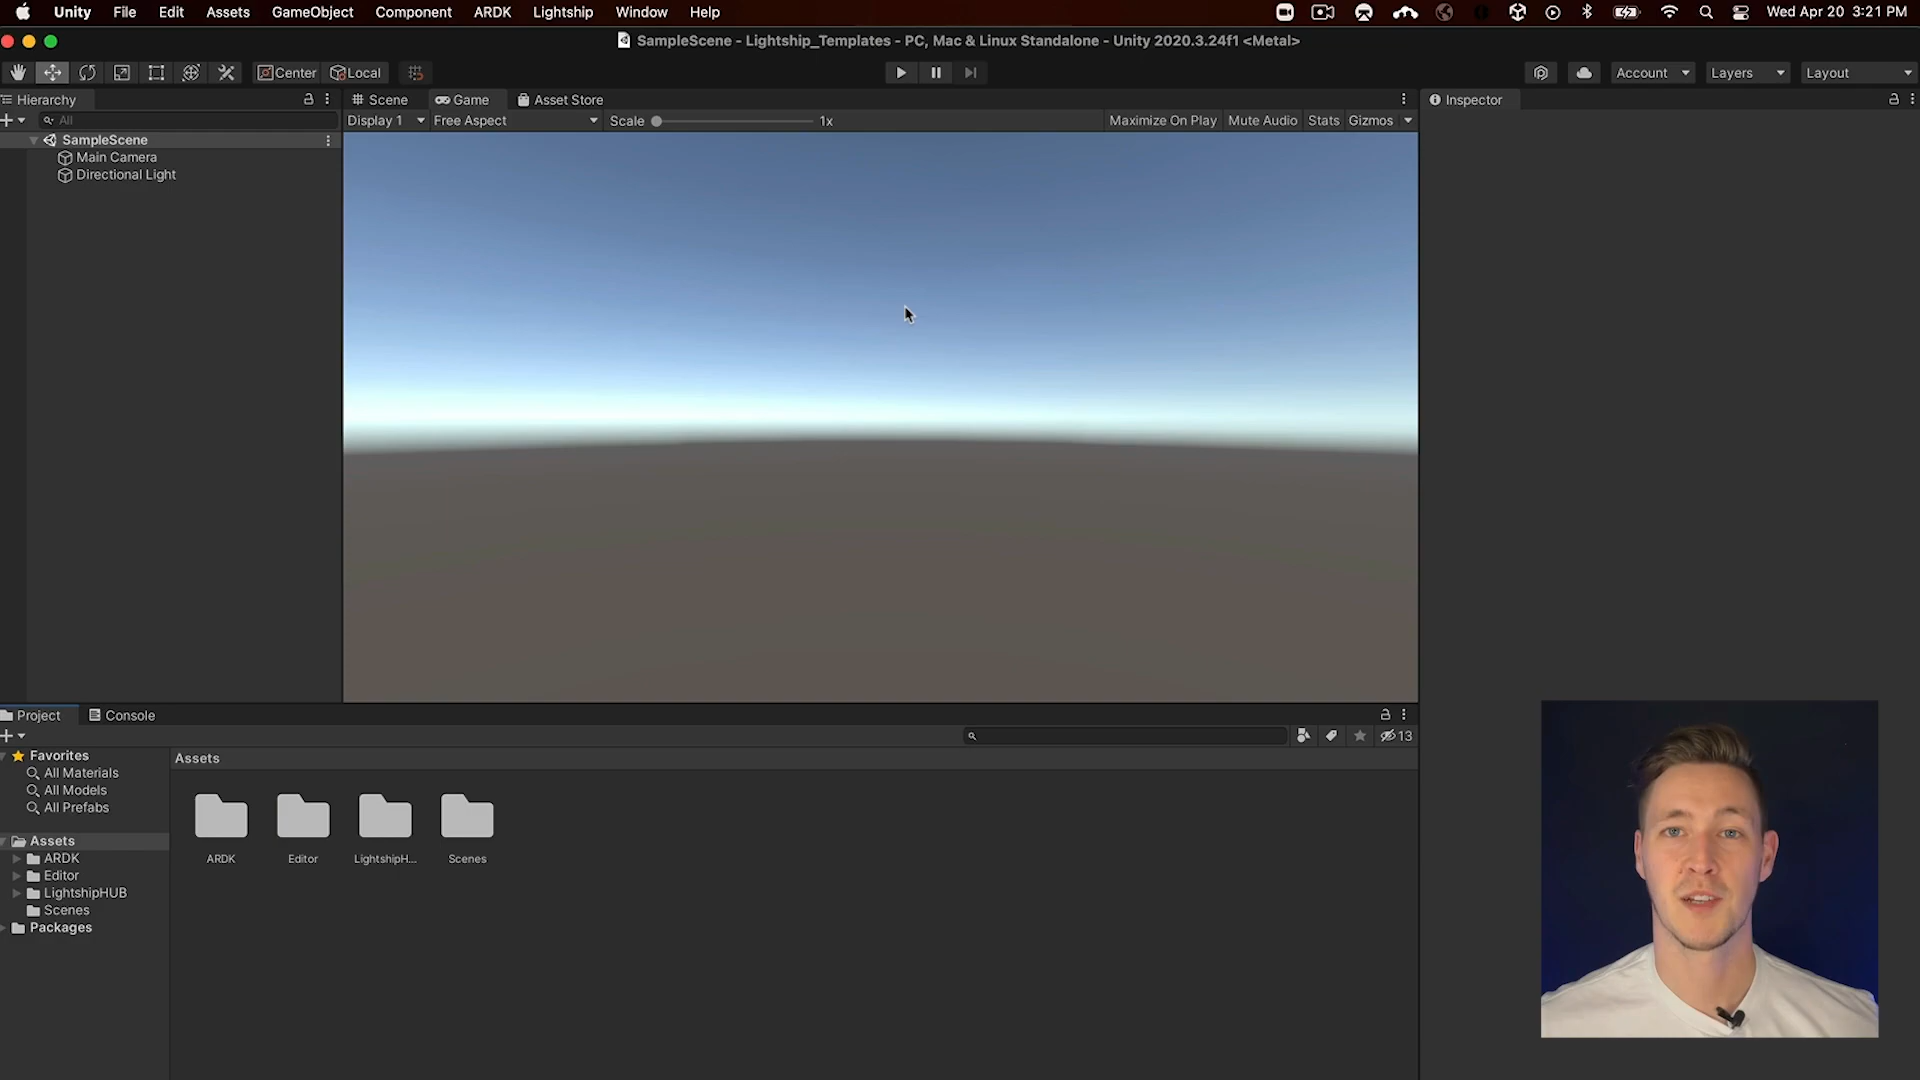 Unity File Edit Assets GameObject Component ARDK Lightship Window Help Wed Apr 20 3:21 PM
SampleScene - Lightship_Templates - PC, Mac & Linux Standalone - Unity 2020.3.24f1 <Metal>
Center Local Account Layers Layout
Hierarchy Scene Game Asset Store Inspector
All Display 1 Free Aspect Scale 1x Maximize On Play Mute Audio Stats Gizmos
SampleScene
Main Camera
Directional Light
Project Console
13
Favorites
Assets
All Materials
All Models
All Prefabs
Assets
ARDK
Editor
LightshipHUB
Scenes
Packages
ARDK Editor LightshipH... Scenes